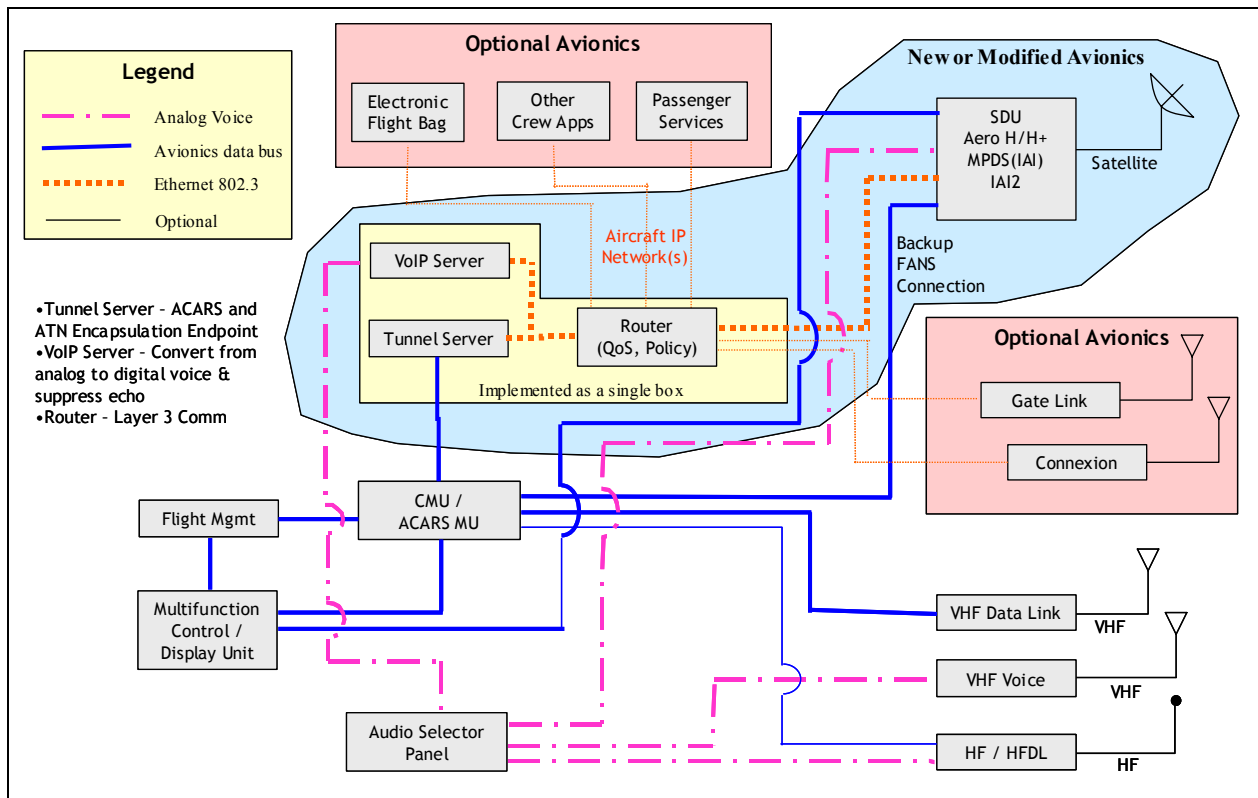 Optional Avionics
Electronic
Flight Bag
Other
Crew Apps
Passenger
Services
New or Modified Avionics
Legend
Analog Voice
Avionics data bus
Ethernet 802.3
Optional
SDU
Aero H/H+
MPDS(IAI)
IAI2
Satellite
Aircraft IP
Network(s)
Backup
FANS
Connection
VoIP Server
Tunnel Server
Router
(QoS, Policy)
Implemented as a single box
•Tunnel Server - ACARS and
ATN Encapsulation Endpoint
•VoIP Server - Convert from
analog to digital voice &
suppress echo
•Router - Layer 3 Comm
Optional Avionics
Gate Link
Connexion
Flight Mgmt
CMU /
ACARS MU
Multifunction
Control /
Display Unit
Audio Selector
Panel
VHF Data Link
VHF
VHF Voice
VHF
HF / HFDL
HF